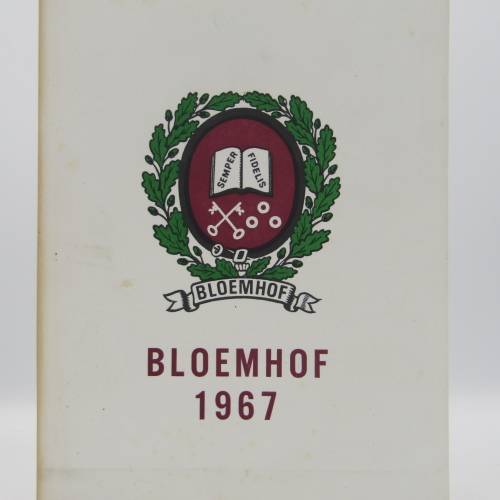 SEMPER
FIDELIS
BLOEMHOF
BLOEMHOF
1967